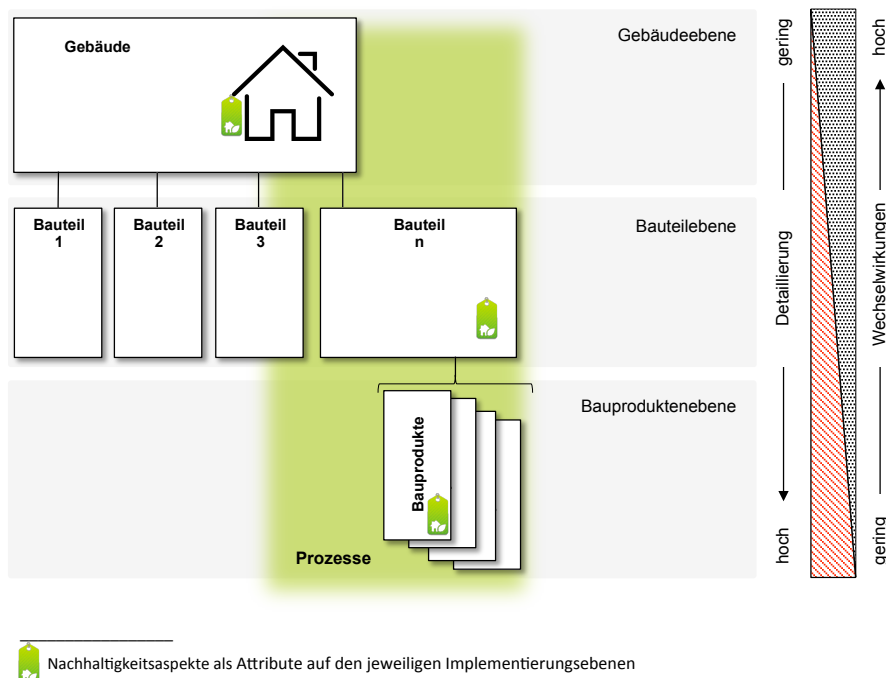 Gebäude
Gebäudeebene
gering
hoch
Bauteil
1
Bauteil
2
Bauteil
3
Bauteil
n
Bauteilebene
Detaillierung
Wechselwirkungen
Bauproduktenebene
Bauprodukte
Prozesse
hoch
gering
Nachhaltigkeitsaspekte als Attribute auf den jeweiligen Implementierungsebenen